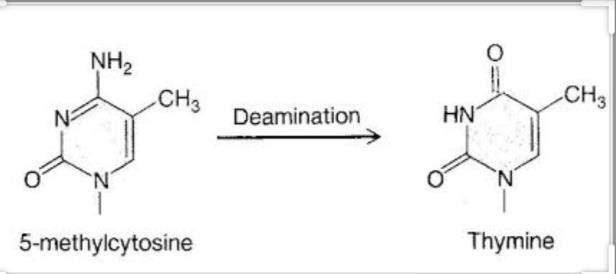 NH2
N
CH3
O
N
5-methylcytosine
Deamination
O
HN
CH3
O
N
Thymine